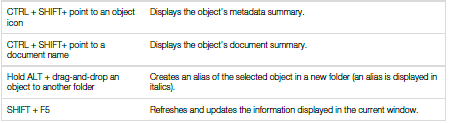 CTRL + SHIFT+ point to an object Displays the object's metadata summary.
icon
CTRL + SHIFT+ point to a Displays the object's document summary.
document name
Hold ALT + drag-and-drop an Creates an alias of the selected object in a new folder (an alias is displayed in
object to another folder italics).
SHIFT + F5 Refreshes and updates the information displayed in the current window.